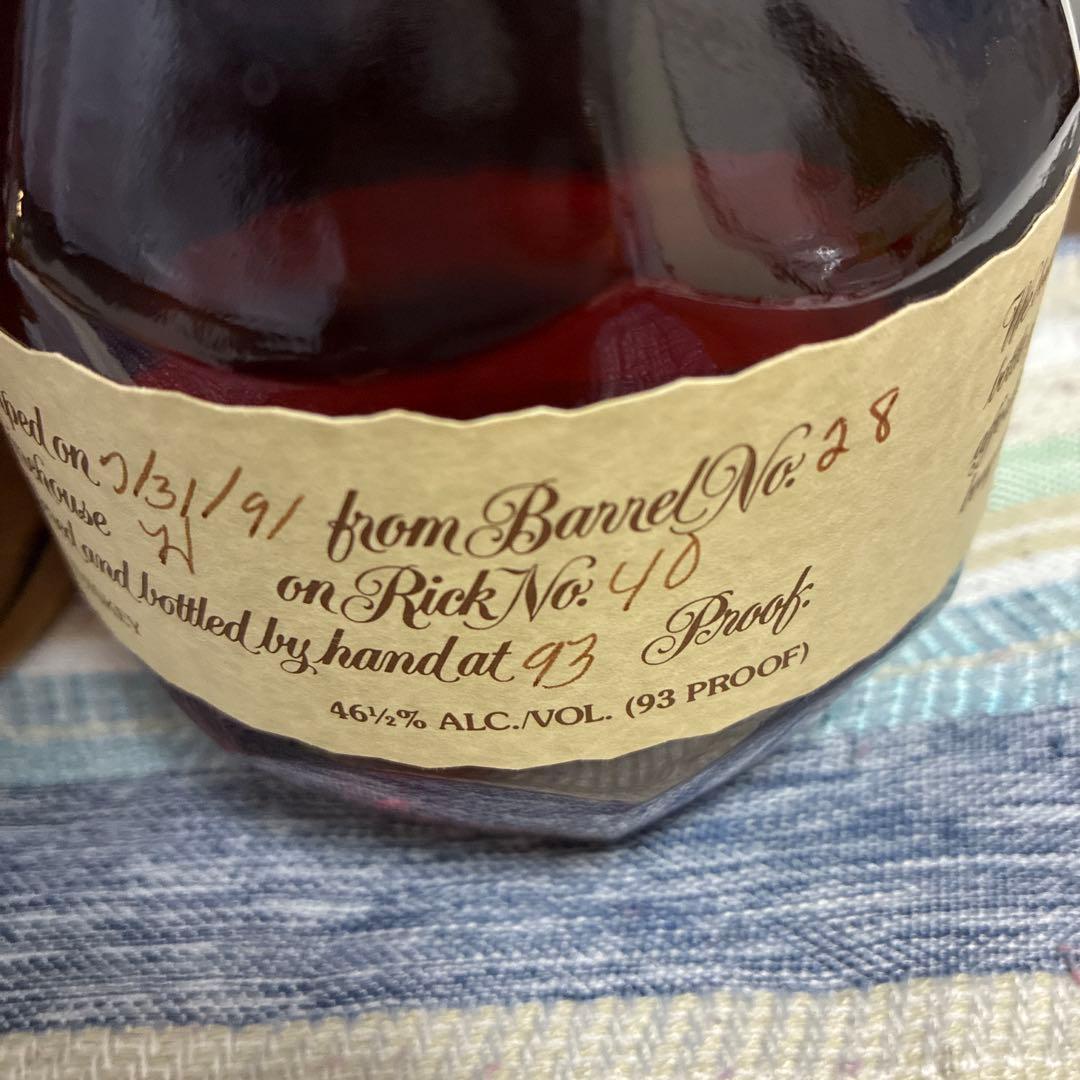 on 7/31/91 from Barrel No. 28
H on Rick No. 40
and bottled by hand at 93 Proof.
46½% ALC./VOL. (93 PROOF)